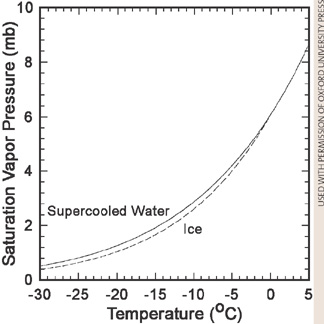 10
8
6
4
2
0
Saturation Vapor Pressure (mb)
Supercooled Water
Ice
-30 -25 -20 -15 -10 -5 0 5
Temperature (°C)
USED WITH PERMISSION OF OXFORD UNIVERSITY PRESS